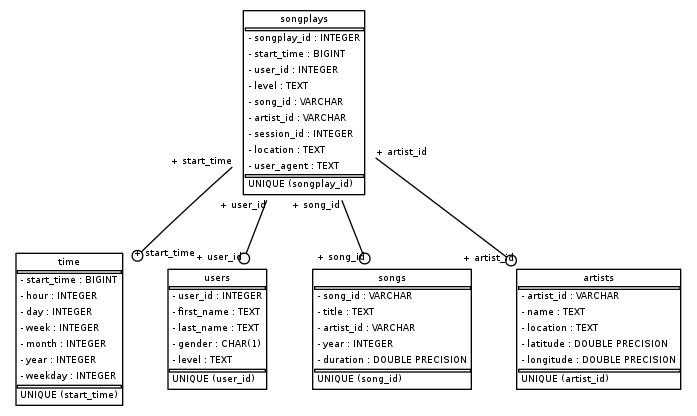 songplays
- songplay_id : INTEGER
- start_time : BIGINT
- user_id : INTEGER
- level : TEXT
- song_id : VARCHAR
- artist_id : VARCHAR
- session_id : INTEGER
- location : TEXT
- user_agent : TEXT
UNIQUE (songplay_id)
+ start_time
+ user_id
+ song_id
+ artist_id
+ start_time
+ user_id
+ song_id
+ artist_id
time
- start_time : BIGINT
- hour : INTEGER
- day : INTEGER
- week : INTEGER
- month : INTEGER
- year : INTEGER
- weekday : INTEGER
UNIQUE (start_time)
users
- user_id : INTEGER
- first_name : TEXT
- last_name : TEXT
- gender : CHAR(1)
- level : TEXT
UNIQUE (user_id)
songs
- song_id : VARCHAR
- title : TEXT
- artist_id : VARCHAR
- year : INTEGER
- duration : DOUBLE PRECISION
UNIQUE (song_id)
artists
- artist_id : VARCHAR
- name : TEXT
- location : TEXT
- latitude : DOUBLE PRECISION
- longitude : DOUBLE PRECISION
UNIQUE (artist_id)